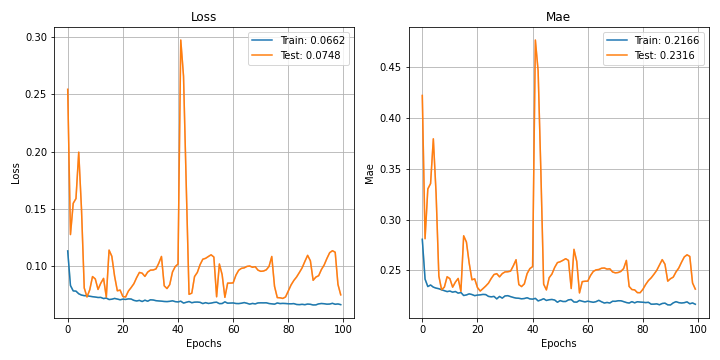 Loss
Train: 0.0662
Test: 0.0748
0.30
0.25
0.20
0.15
0.10
Loss
0 20 40 60 80 100
Epochs
Mae
Train: 0.2166
Test: 0.2316
0.45
0.40
0.35
0.30
0.25
Mae
0 20 40 60 80 100
Epochs